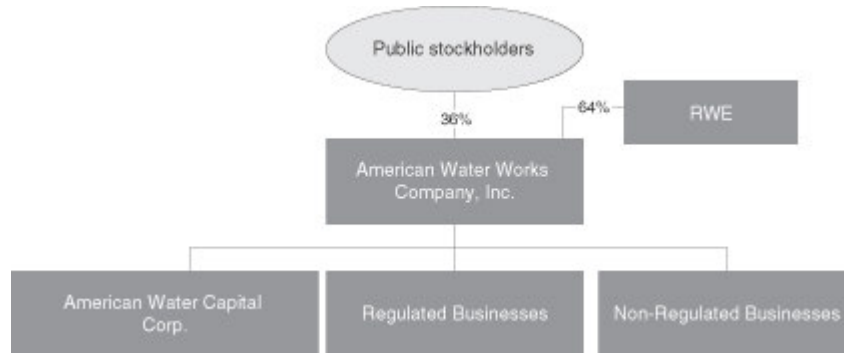 Public stockholders
36%
64%
RWE
American Water Works
Company, Inc.
American Water Capital
Corp.
Regulated Businesses
Non-Regulated Businesses